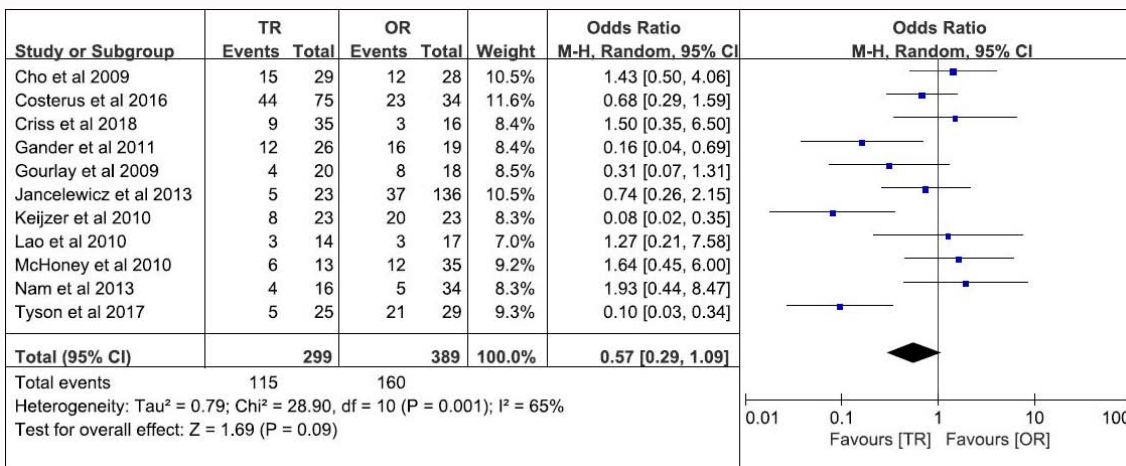 TR OR Odds Ratio Odds Ratio
Study or Subgroup Events Total Events Total Weight M-H, Random, 95% CI M-H, Random, 95% CI
Cho et al 2009 15 29 12 28 10.5% 1.43 [0.50, 4.06]
Costerus et al 2016 44 75 23 34 11.6% 0.68 [0.29, 1.59]
Criss et al 2018 9 35 3 16 8.4% 1.50 [0.35, 6.50]
Gander et al 2011 12 26 16 19 8.4% 0.16 [0.04, 0.69]
Gourlay et al 2009 4 20 8 18 8.5% 0.31 [0.07, 1.31]
Jancelewicz et al 2013 5 23 37 136 10.5% 0.74 [0.26, 2.15]
Keijzer et al 2010 8 23 20 23 8.3% 0.08 [0.02, 0.35]
Lao et al 2010 3 14 3 17 7.0% 1.27 [0.21, 7.58]
McHoney et al 2010 6 13 12 35 9.2% 1.64 [0.45, 6.00]
Nam et al 2013 4 16 5 34 8.3% 1.93 [0.44, 8.47]
Tyson et al 2017 5 25 21 29 9.3% 0.10 [0.03, 0.34]
Total (95% CI) 299 389 100.0% 0.57 [0.29, 1.09]
Total events 115 160
Heterogeneity: Tau² = 0.79; Chi² = 28.90, df = 10 (P = 0.001); I² = 65%
Test for overall effect: Z = 1.69 (P = 0.09)
0.01 0.1 1 10 100
Favours [TR] Favours [OR]